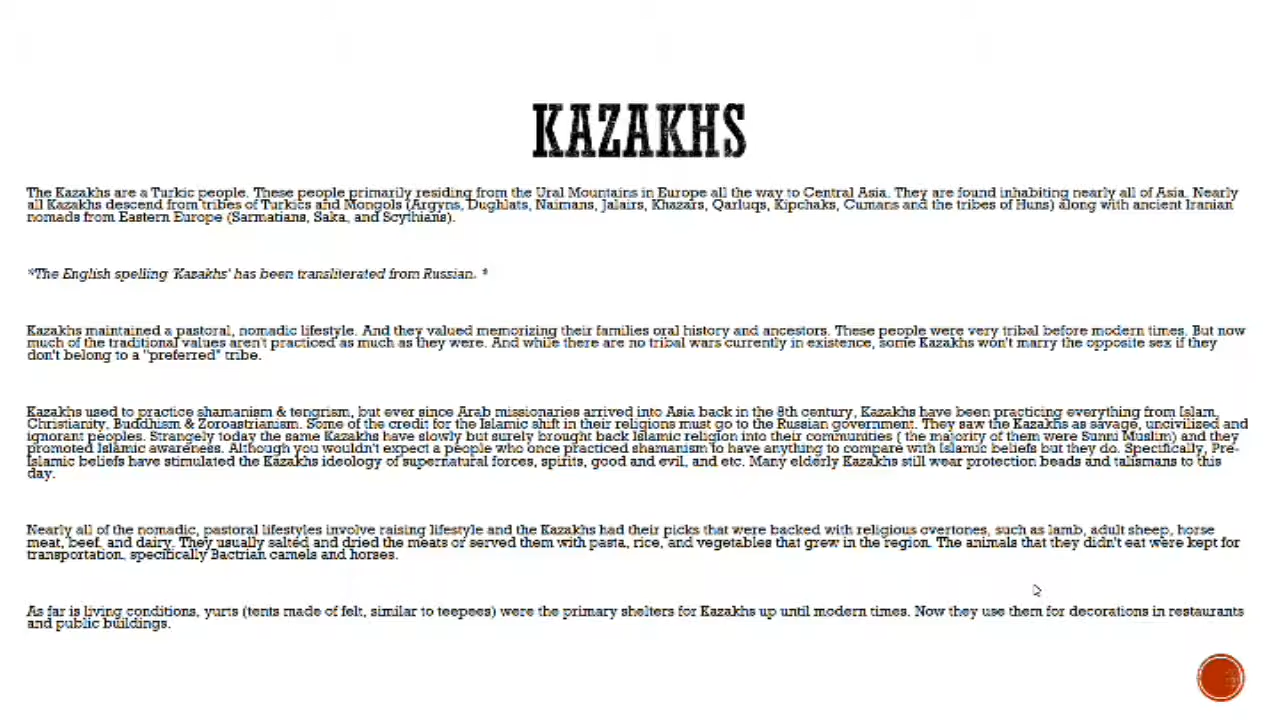 KAZAKHS
The Kazakhs are a Turkic people. These people primarily residing from the Ural Mountains in Europe all the way to Central Asia. They are found inhabiting nearly all of Asia. Nearly
all Kazakhs descend from tribes of Turkics and Mongols (Argyns, Dughlats, Naimans, Jalairs, Khazars, Qarluqs, Kipchaks, Cumans and the tribes of Huns) along with ancient Iranian
nomads from Eastern Europe (Sarmatians, Saka, and Scythians).
*The English spelling 'Kazakhs' has been transliterated from Russian. *
Kazakhs maintained a pastoral, nomadic lifestyle. And they valued memorizing their families oral history and ancestors. These people were very tribal before modern times. But now
much of the traditional values aren't practiced as much as they were. And while there are no tribal wars currently in existence, some Kazakhs won't marry the opposite sex if they
don't belong to a "preferred" tribe.
Kazakhs used to practice shamanism & tengrism, but ever since Arab missionaries arrived into Asia back in the 8th century, Kazakhs have been practicing everything from Islam,
Christianity, Buddhism & Zoroastrianism. Some of the credit for the Islamic shift in their religions must go to the Russian government. They saw the Kazakhs as savage, uncivilized and
ignorant peoples. Strangely today the same Kazakhs have slowly but surely brought back Islamic religion into their communities ( the majority of them were Sunni Muslim) and they
promoted Islamic awareness. Although you wouldn't expect a people who once practiced shamanism to have anything to compare with Islamic beliefs but they do. Specifically, Pre-
Islamic beliefs have stimulated the Kazakhs ideology of supernatural forces, spirits, good and evil, and etc. Many elderly Kazakhs still wear protection beads and talismans to this
day.
Nearly all of the nomadic, pastoral lifestyles involve raising lifestyle and the Kazakhs had their picks that were backed with religious overtones, such as lamb, adult sheep, horse
meat, beef, and dairy. They usually salted and dried the meats or served them with pasta, rice, and vegetables that grew in the region. The animals that they didn't eat were kept for
transportation, specifically Bactrian camels and horses.
As far is living conditions, yurts (tents made of felt, similar to teepees) were the primary shelters for Kazakhs up until modern times. Now they use them for decorations in restaurants
and public buildings.